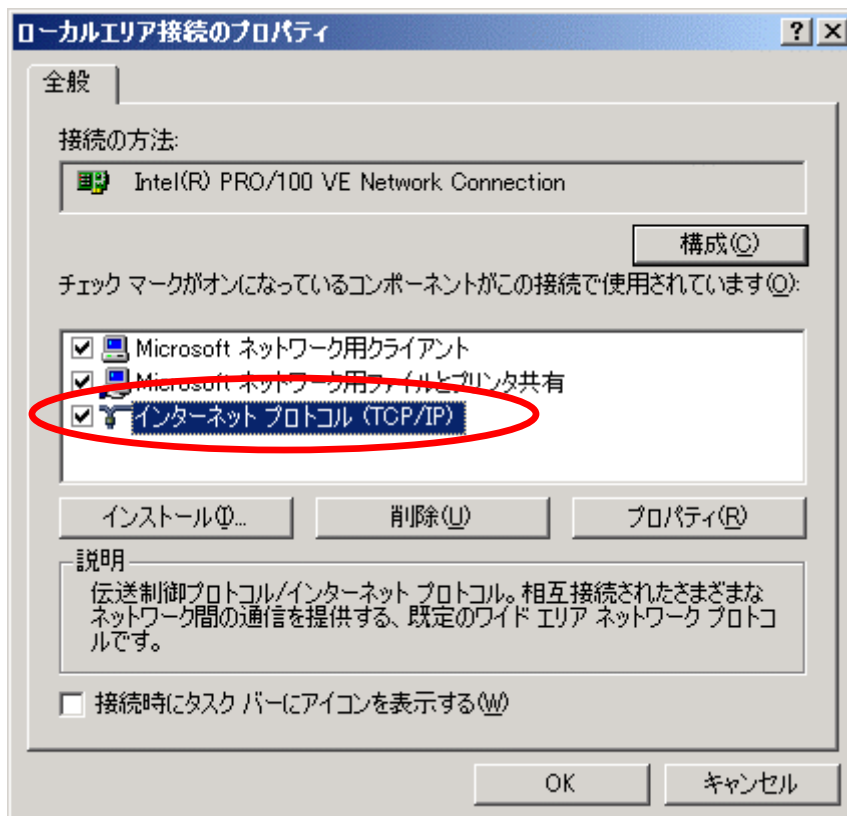 ローカルエリア接続のプロパティ
全般
接続の方法:
Intel(R) PRO/100 VE Network Connection
構成(C)
チェック マークがオンになっているコンポーネントがこの接続で使用されています(O):
Microsoft ネットワーク用クライアント
Microsoft ネットワーク用ファイルとプリンタ共有
インターネット プロトコル (TCP/IP)
インストール(I)...
削除(U)
プロパティ(R)
説明
伝送制御プロトコル/インターネット プロトコル。相互接続されたさまざまな
ネットワーク間の通信を提供する、既定のワイド エリア ネットワーク プロトコ
ルです。
接続時にタスク バーにアイコンを表示する(W)
OK
キャンセル